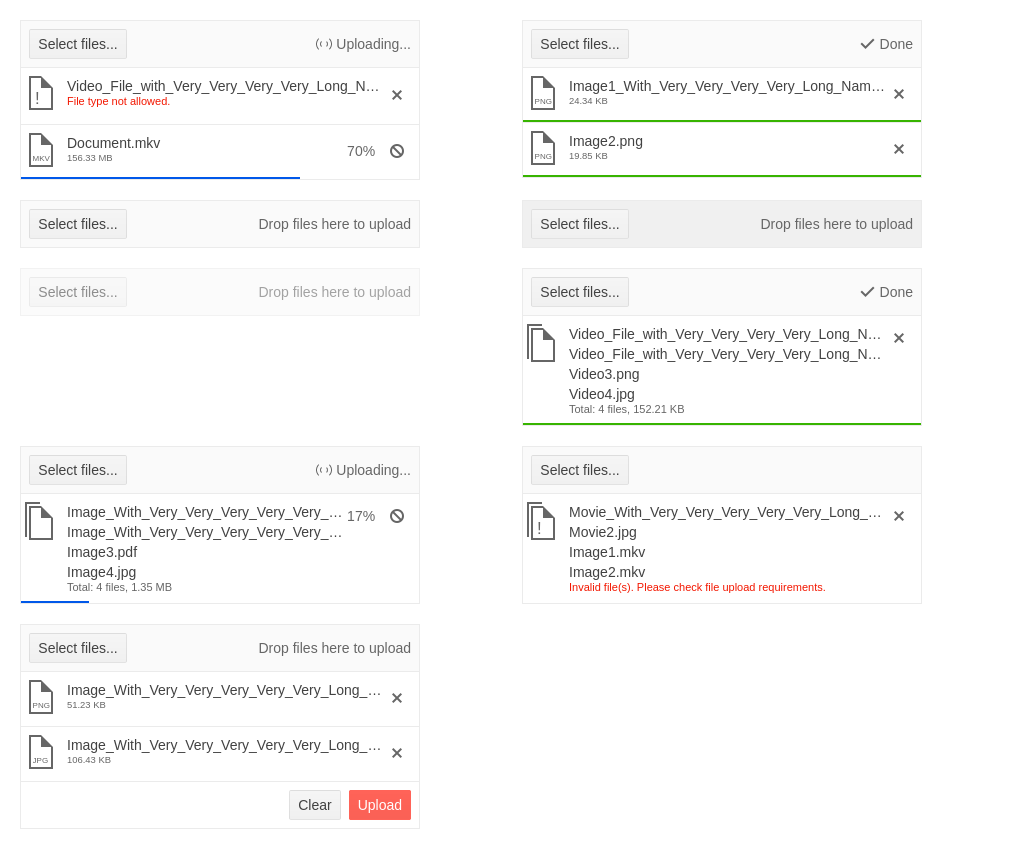 Select files...
Uploading...
!
Video_File_with_Very_Very_Very_Very_Long_N...
File type not allowed.
MKV
Document.mkv
156.33 MB
70%
Select files...
Done
PNG
Image1_With_Very_Very_Very_Very_Long_Nam...
24.34 KB
PNG
Image2.png
19.85 KB
Select files...
Drop files here to upload
Select files...
Drop files here to upload
Select files...
Drop files here to upload
Select files...
Done
Video_File_with_Very_Very_Very_Very_Long_N...
Video_File_with_Very_Very_Very_Very_Long_N...
Video3.png
Video4.jpg
Total: 4 files, 152.21 KB
Select files...
Uploading...
Image_With_Very_Very_Very_Very_Very_...
17%
Image_With_Very_Very_Very_Very_Very_...
Image3.pdf
Image4.jpg
Total: 4 files, 1.35 MB
Select files...
!
Movie_With_Very_Very_Very_Very_Very_Long_...
Movie2.jpg
Image1.mkv
Image2.mkv
Invalid file(s). Please check file upload requirements.
Select files...
Drop files here to upload
PNG
Image_With_Very_Very_Very_Very_Very_Long_...
51.23 KB
JPG
Image_With_Very_Very_Very_Very_Very_Long_...
106.43 KB
Clear
Upload